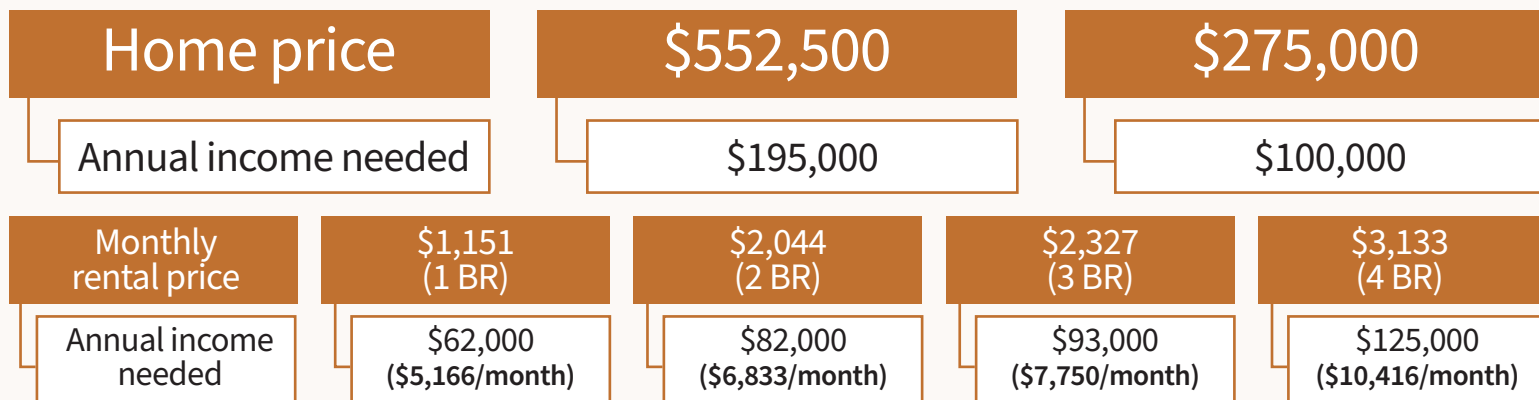 Home price
$552,500
$275,000
Annual income needed
$195,000
$100,000
Monthly
rental price
$1,151
(1 BR)
$2,044
(2 BR)
$2,327
(3 BR)
$3,133
(4 BR)
Annual income
needed
$62,000
($5,166/month)
$82,000
($6,833/month)
$93,000
($7,750/month)
$125,000
($10,416/month)